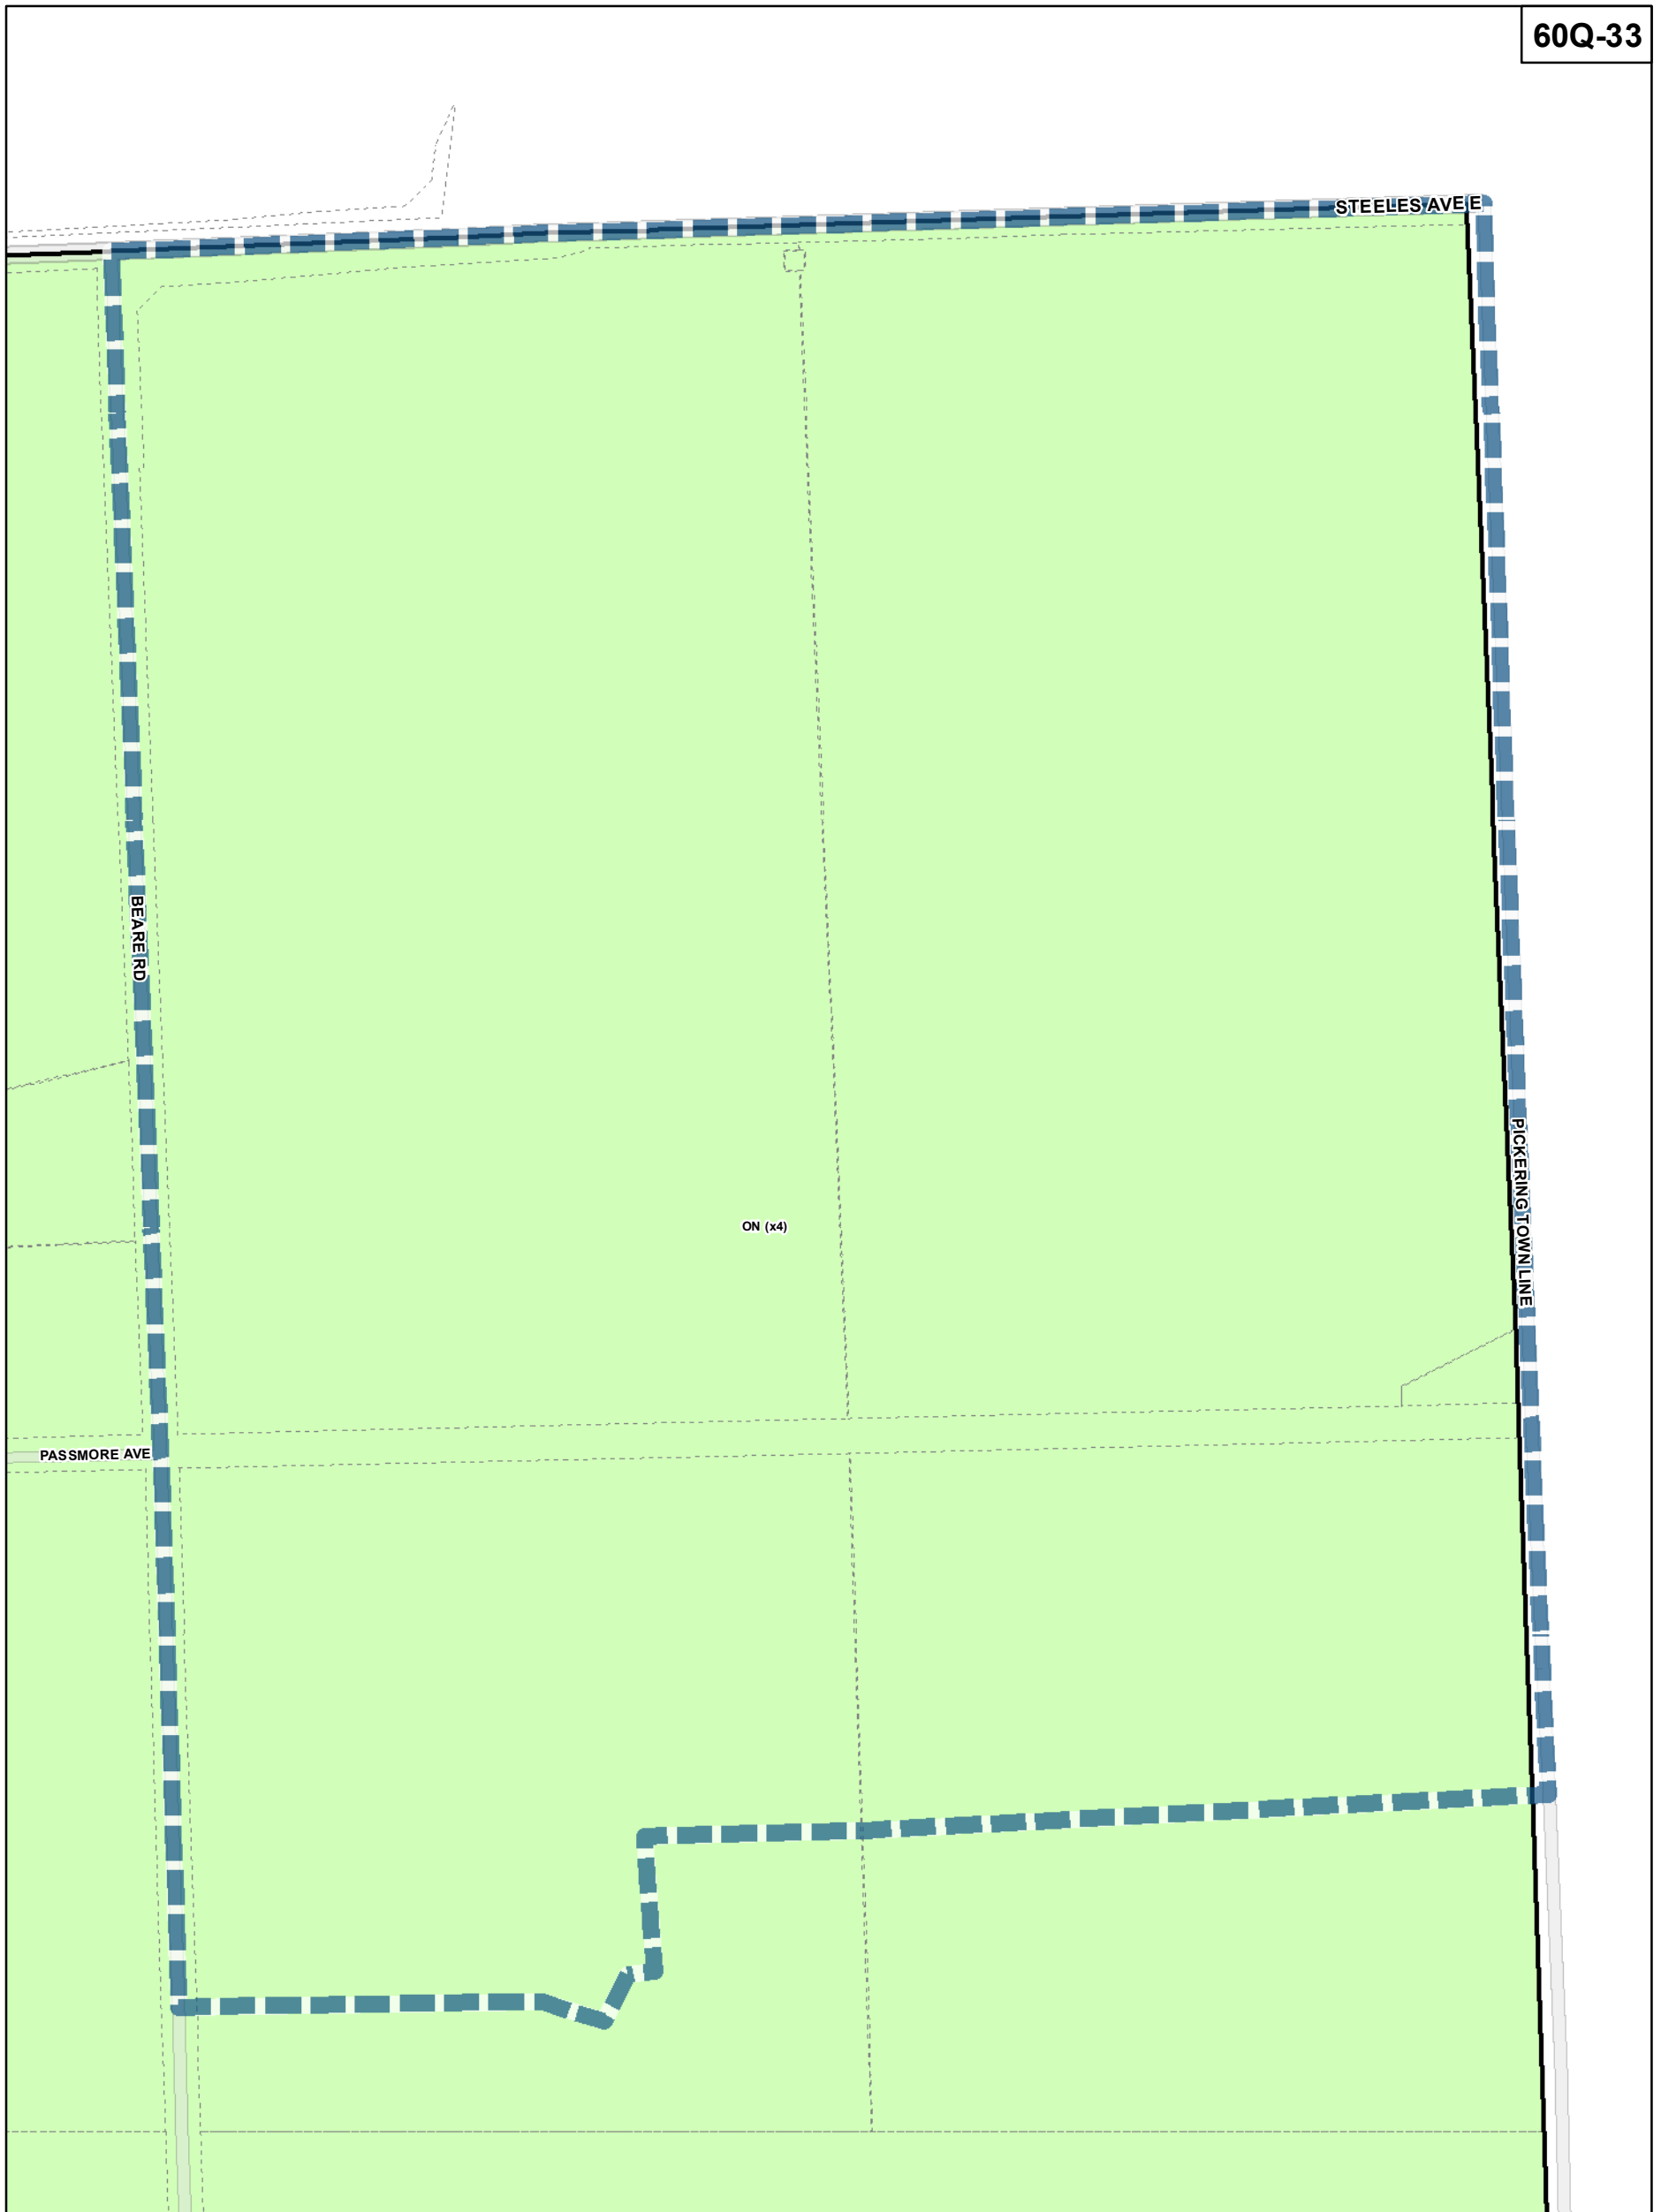 60Q-33
STEELES AVE E
BEARE RD
PICKERING TOWN LINE
ON (x4)
PASSMORE AVE